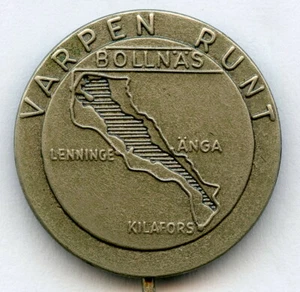 VARPEN RUNT
BOLLNÄS
LENNINGE
ÄNGA
KILAFORS